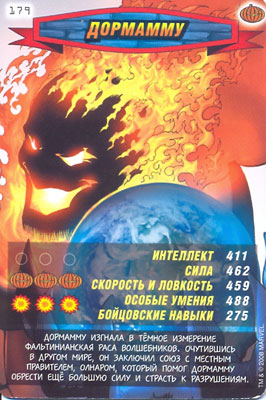 179
ДОРМАММУ
ИНТЕЛЛЕКТ 411
СИЛА 462
СКОРОСТЬ И ЛОВКОСТЬ 459
ОСОБЫЕ УМЕНИЯ 488
БОЙЦОВСКИЕ НАВЫКИ 275
ДОРМАММУ ИЗГНАЛА В ТЁМНОЕ ИЗМЕРЕНИЕ
ФАЛЬТИНИАНСКАЯ РАСА ВОЛШЕБНИКОВ. ОЧУТИВШИСЬ
В ДРУГОМ МИРЕ, ОН ЗАКЛЮЧИЛ СОЮЗ С МЕСТНЫМ
ПРАВИТЕЛЕМ, ОЛНАРОМ, КОТОРЫЙ ПОМОГ ДОРМАММУ
ОБРЕСТИ ЕЩЁ БОЛЬШУЮ СИЛУ И СТРАСТЬ К РАЗРУШЕНИЯМ.
TM & © 2008 MARVEL